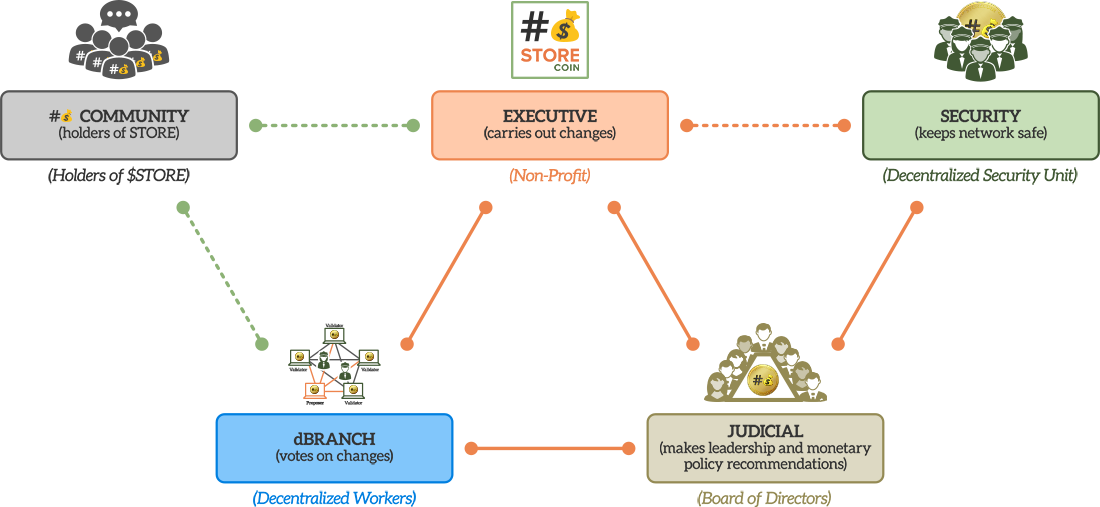 #
STORE
COIN
# COMMUNITY
(holders of STORE)
EXECUTIVE
(carries out changes)
SECURITY
(keeps network safe)
(Holders of $STORE)
(Non-Profit)
(Decentralized Security Unit)
Validator
Validator
Validator
Proposer
Validator
dBRANCH
(votes on changes)
JUDICIAL
(makes leadership and monetary
policy recommendations)
(Decentralized Workers)
(Board of Directors)